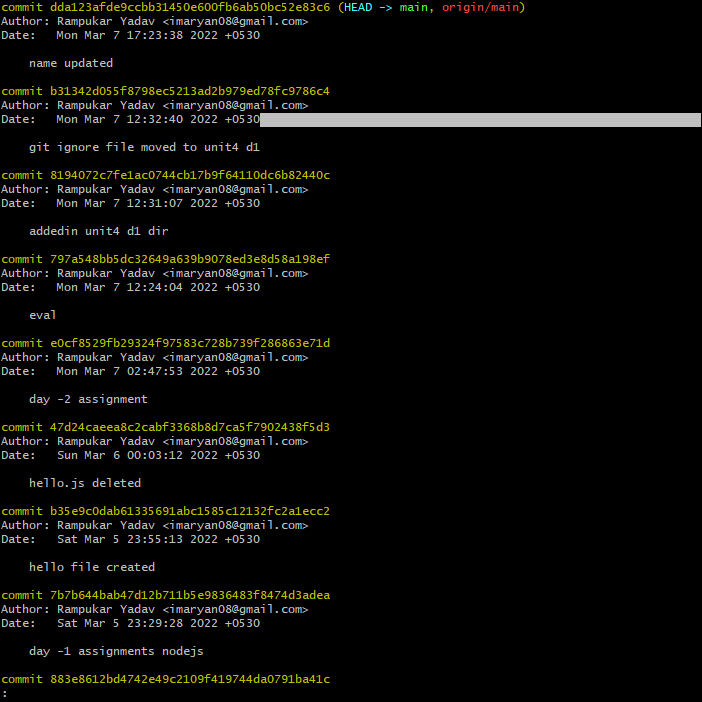 commit dda123afde9ccbb31450e600fb6ab50bc52e83c6 (HEAD -> main, origin/main)
Author: Rampukar Yadav <imaryan08@gmail.com>
Date:   Mon Mar 7 17:23:38 2022 +0530
    name updated
commit b31342d055f8798ec5213ad2b979ed78fc9786c4
Author: Rampukar Yadav <imaryan08@gmail.com>
Date:   Mon Mar 7 12:32:40 2022 +0530
    git ignore file moved to unit4 d1
commit 8194072c7fe1ac0744cb17b9f64110dc6b82440c
Author: Rampukar Yadav <imaryan08@gmail.com>
Date:   Mon Mar 7 12:31:07 2022 +0530
    addedin unit4 d1 dir
commit 797a548bb5dc32649a639b9078ed3e8d58a198ef
Author: Rampukar Yadav <imaryan08@gmail.com>
Date:   Mon Mar 7 12:24:04 2022 +0530
    eval
commit e0cf8529fb29324f97583c728b739f286863e71d
Author: Rampukar Yadav <imaryan08@gmail.com>
Date:   Mon Mar 7 02:47:53 2022 +0530
    day -2 assignment
commit 47d24caeea8c2cabf3368b8d7ca5f7902438f5d3
Author: Rampukar Yadav <imaryan08@gmail.com>
Date:   Sun Mar 6 00:03:12 2022 +0530
    hello.js deleted
commit b35e9c0dab61335691abc1585c12132fc2a1ecc2
Author: Rampukar Yadav <imaryan08@gmail.com>
Date:   Sat Mar 5 23:55:13 2022 +0530
    hello file created
commit 7b7b644bab47d12b711b5e9836483f8474d3adea
Author: Rampukar Yadav <imaryan08@gmail.com>
Date:   Sat Mar 5 23:29:28 2022 +0530
    day -1 assignments nodejs
commit 883e8612bd4742e49c2109f419744da0791ba41c
: